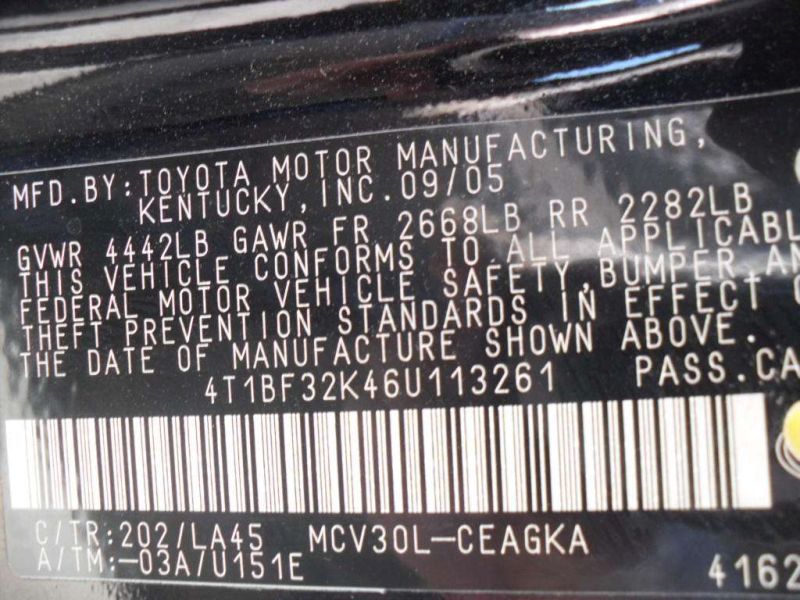 MFD.BY:TOYOTA MOTOR MANUFACTURING,
KENTUCKY,INC.09/05
GVWR 4442LB GAWR FR 2668LB RR 2282LB
THIS VEHICLE CONFORMS TO ALL APPLICABL
FEDERAL MOTOR VEHICLE SAFETY,BUMPER,AN
THEFT PREVENTION STANDARDS IN EFFECT
THE DATE OF MANUFACTURE SHOWN ABOVE.
4T1BF32K46U113261 PASS.CA
C/TR:202/LA45 MCV30L-CEAGKA
A/TM:-03A/U151E 4162